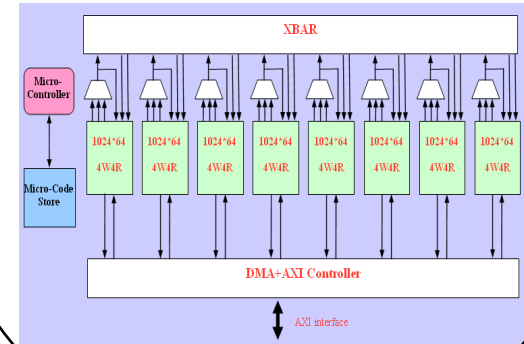 XBAR
Micro-
Controller
1024*64 1024*64 1024*64 1024*64 1024*64 1024*64 1024*64 1024*64
4W4R 4W4R 4W4R 4W4R 4W4R 4W4R 4W4R 4W4R
Micro-Code
Store
DMA+AXI Controller
AXI interface